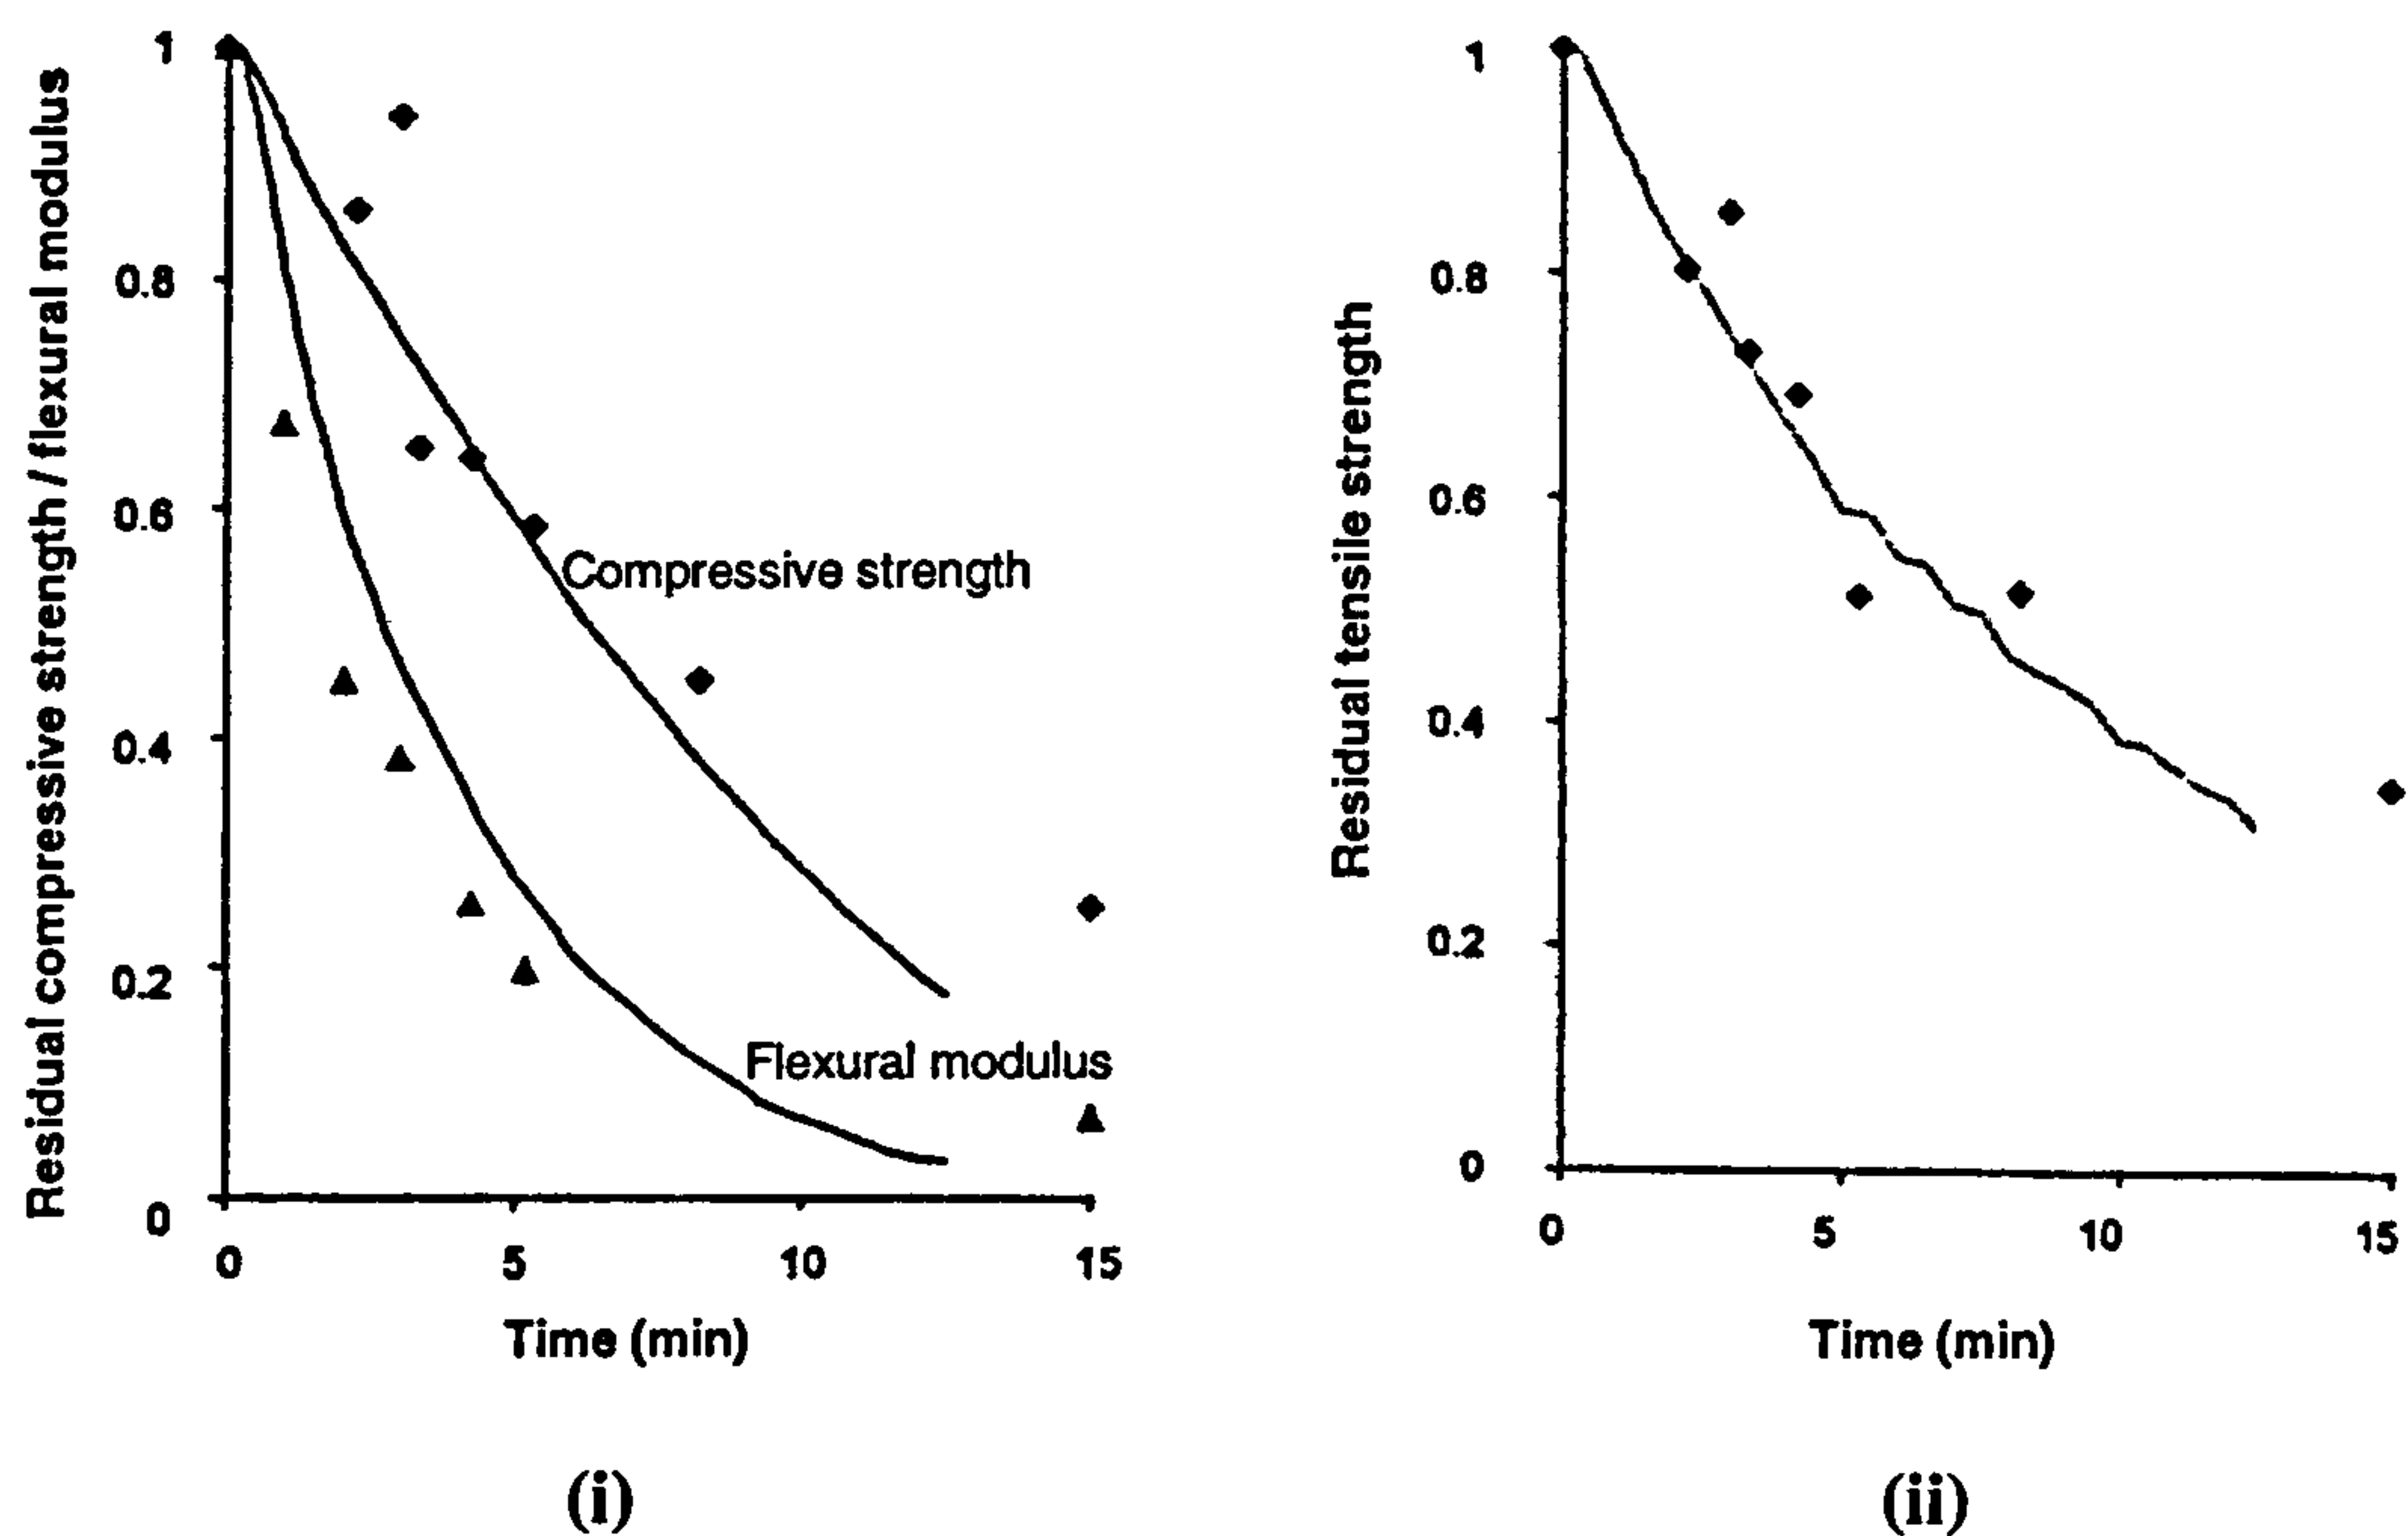 Residual compressive strength / flexural modulus
1
0.8
0.6
0.4
0.2
0
0
5
10
15
Compressive strength
Flexural modulus
Time (min)
(i)
Residual tensile strength
1
0.8
0.6
0.4
0.2
0
0
5
10
15
Time (min)
(ii)